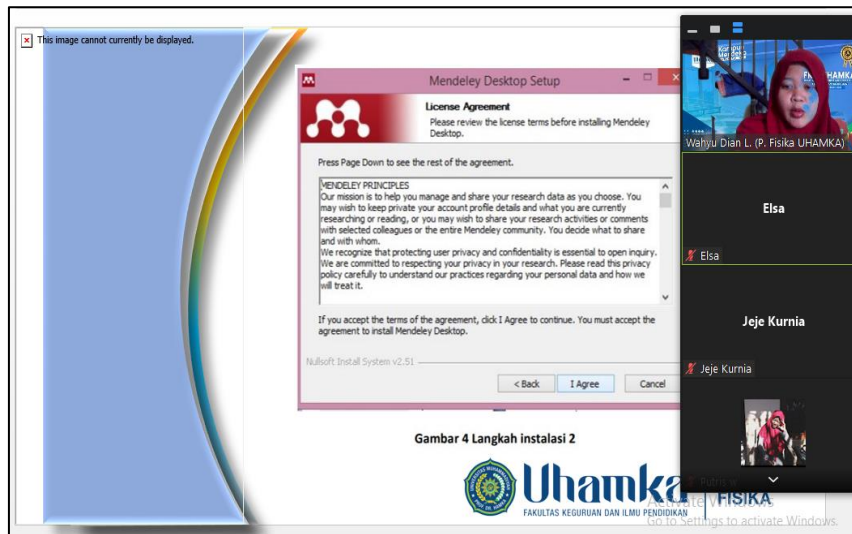 This image cannot currently be displayed.
Mendeley Desktop Setup
License Agreement
Please review the license terms before installing Mendeley
Desktop.
Press Page Down to see the rest of the agreement.
MENDELEY PRINCIPLES
Our mission is to help you manage and share your research data as you choose. You
may wish to keep private your account profile details and what you are currently
researching or reading, or you may wish to share your research activities or comments
with selected colleagues or the entire Mendeley community. You decide what to share
and with whom.
We recognize that protecting user privacy and confidentiality is essential to open inquiry.
We are committed to respecting your privacy in your research. Please read this privacy
policy carefully to understand our practices regarding your personal data and how we
will treat it.
If you accept the terms of the agreement, click I Agree to continue. You must accept the
agreement to install Mendeley Desktop.
Nullsoft Install System v2.51
< Back
I Agree
Cancel
Gambar 4 Langkah instalasi 2
Uhamka
FAKULTAS KEGURUAN DAN ILMU PENDIDIKAN
FISIKA
Wahyu Dian L. (P. Fisika UHAMKA)
Elsa
Elsa
Jeje Kurnia
Jeje Kurnia
Putris w
Activate Windows
Go to Settings to activate Windows.